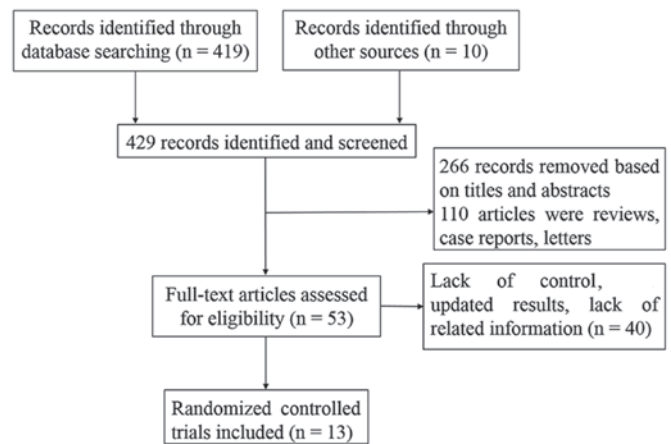 Records identified through
database searching (n = 419)
Records identified through
other sources (n = 10)
429 records identified and screened
266 records removed based
on titles and abstracts
110 articles were reviews,
case reports, letters
Full-text articles assessed
for eligibility (n = 53)
Lack of control,
updated results, lack of
related information (n = 40)
Randomized controlled
trials included (n = 13)